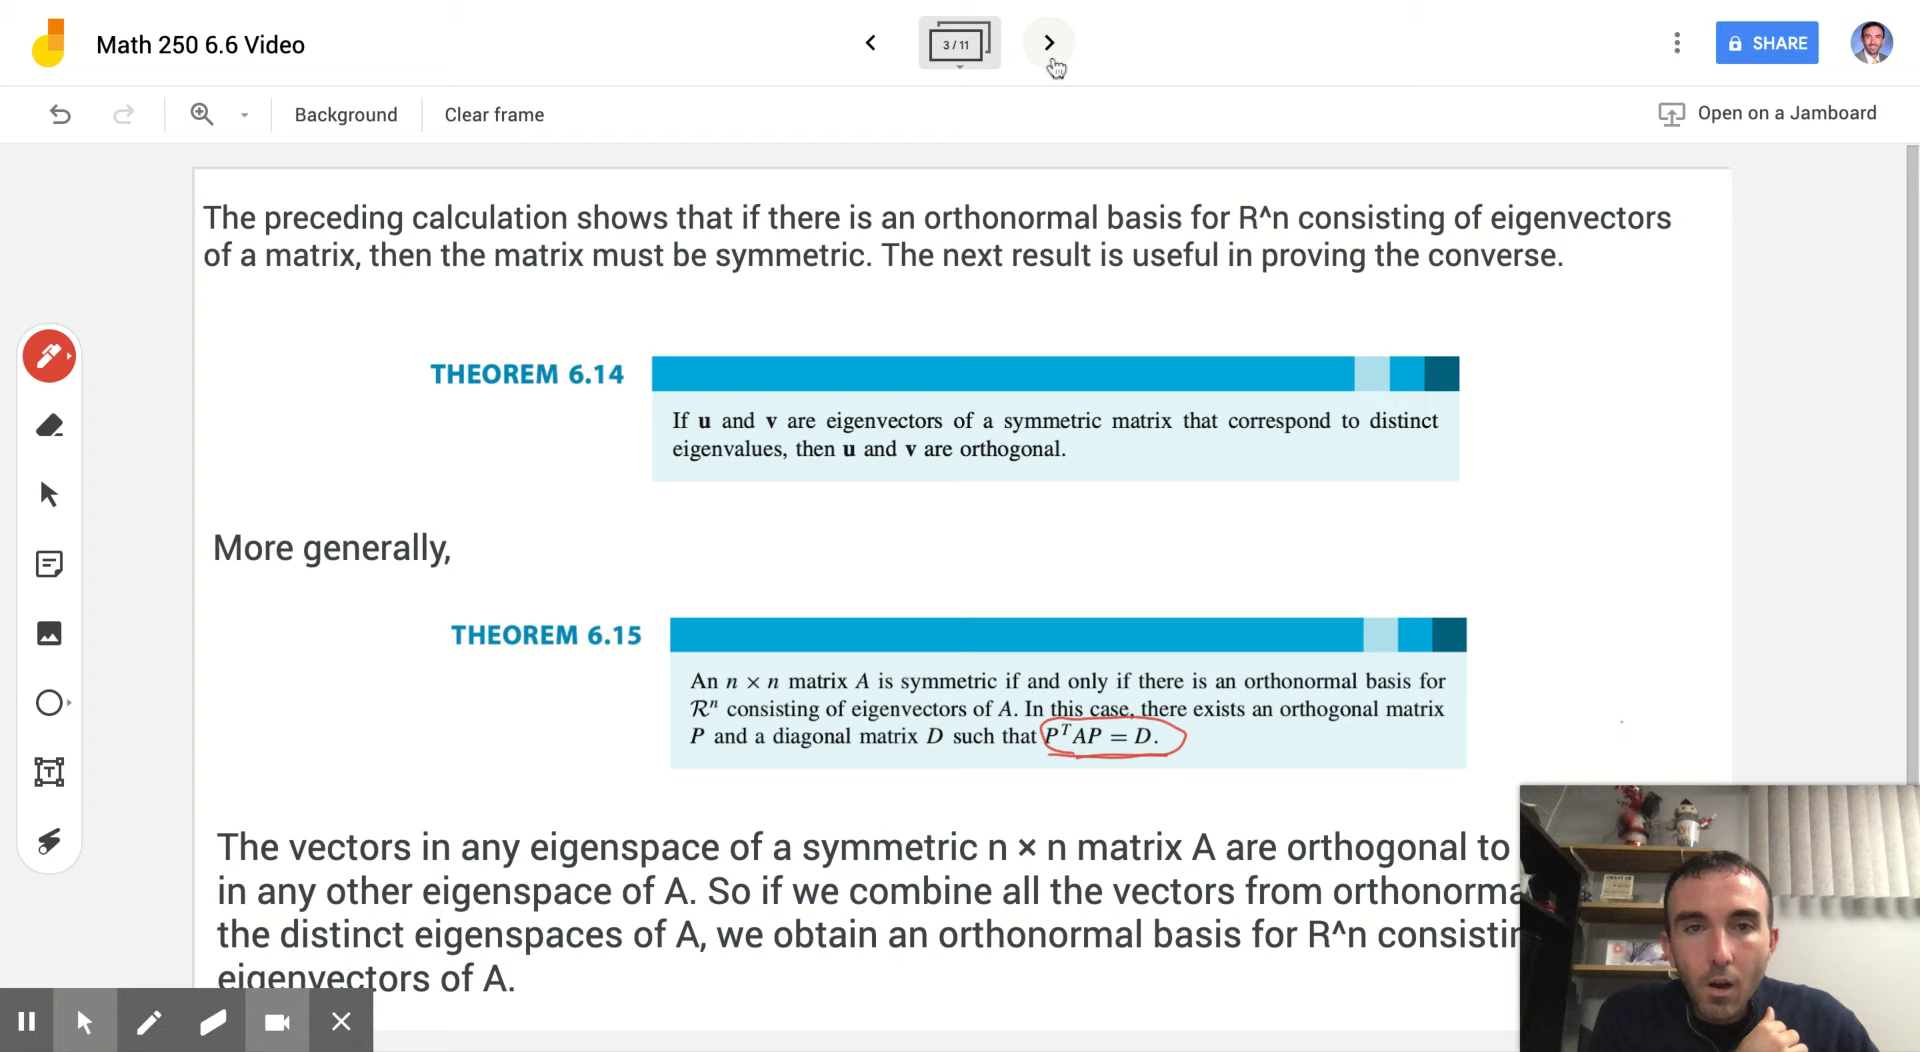 Math 250 6.6 Video
3 / 11
SHARE
Background
Clear frame
Open on a Jamboard
The preceding calculation shows that if there is an orthonormal basis for R^n consisting of eigenvectors
of a matrix, then the matrix must be symmetric. The next result is useful in proving the converse.
THEOREM 6.14
If u and v are eigenvectors of a symmetric matrix that correspond to distinct
eigenvalues, then u and v are orthogonal.
More generally,
THEOREM 6.15
An n × n matrix A is symmetric if and only if there is an orthonormal basis for
ℛⁿ consisting of eigenvectors of A. In this case, there exists an orthogonal matrix
P and a diagonal matrix D such that PᵀAP = D.
The vectors in any eigenspace of a symmetric n × n matrix A are orthogonal to
in any other eigenspace of A. So if we combine all the vectors from orthonorma
the distinct eigenspaces of A, we obtain an orthonormal basis for R^n consistin
eigenvectors of A.